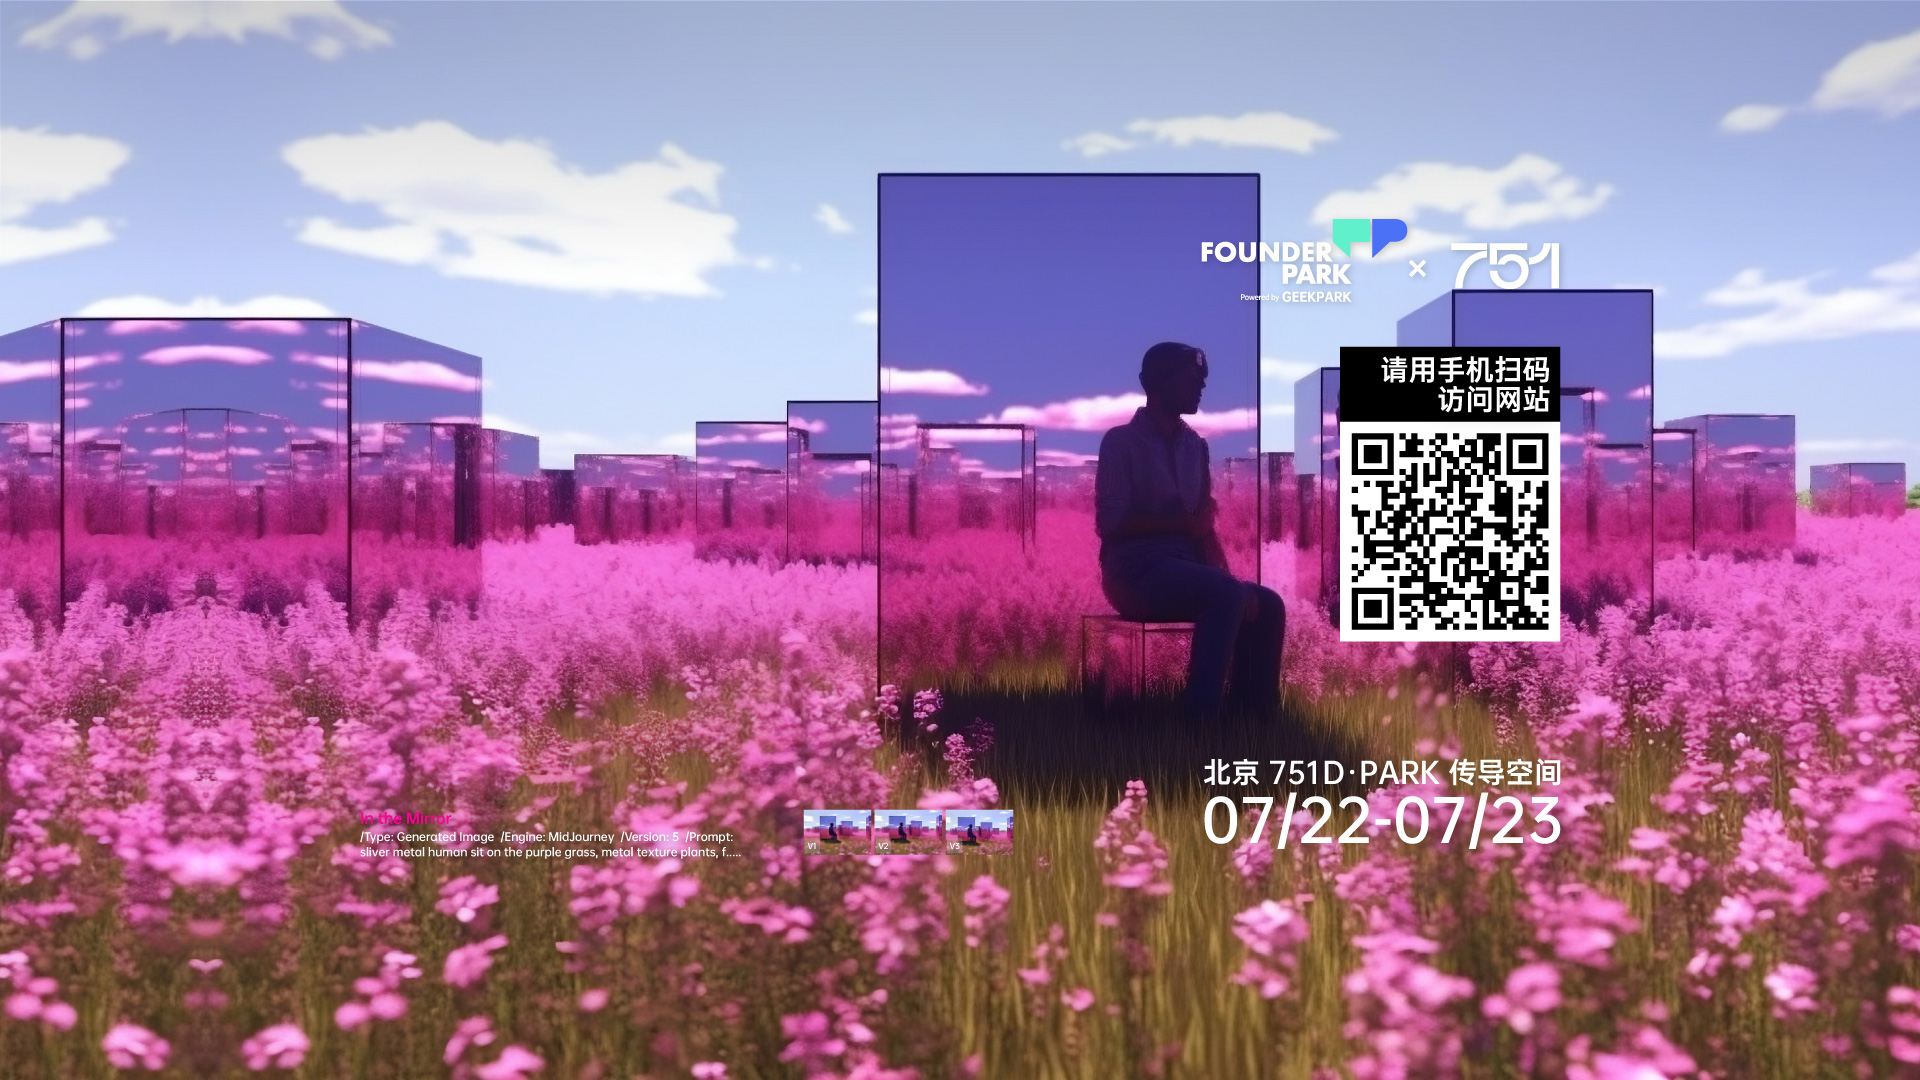 FOUNDER
PARK
Powered by GEEKPARK
×
751
请用手机扫码
访问网站
北京 751D·PARK 传导空间
07/22-07/23
In the Mirror
/Type: Generated Image /Engine: MidJourney /Version: 5 /Prompt:
sliver metal human sit on the purple grass, metal texture plants, f.....
V1
V2
V3